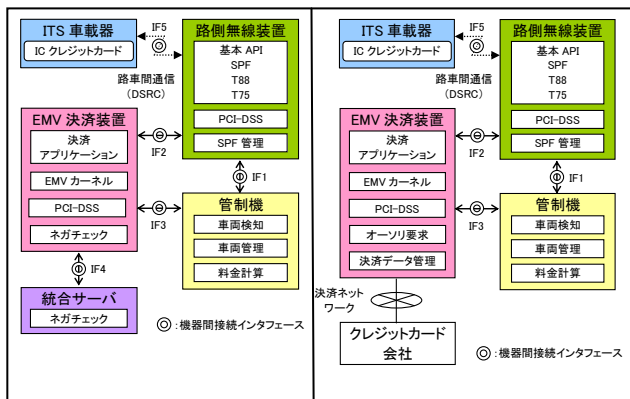 ITS 車載器
IC クレジットカード
IF5
路側無線装置
基本 API
SPF
T88
T75
PCI-DSS
SPF 管理
路車間通信
（DSRC）
EMV 決済装置
決済
アプリケーション
EMV カーネル
PCI-DSS
ネガチェック
IF2
IF1
IF3
管制機
車両検知
車両管理
料金計算
IF4
統合サーバ
ネガチェック
◎：機器間接続インタフェース
ITS 車載器
IC クレジットカード
IF5
路側無線装置
基本 API
SPF
T88
T75
PCI-DSS
SPF 管理
路車間通信
（DSRC）
EMV 決済装置
決済
アプリケーション
EMV カーネル
PCI-DSS
オーソリ要求
決済データ管理
IF2
IF1
IF3
管制機
車両検知
車両管理
料金計算
決済ネット
ワーク
クレジットカード
会社
◎：機器間接続インタフェース